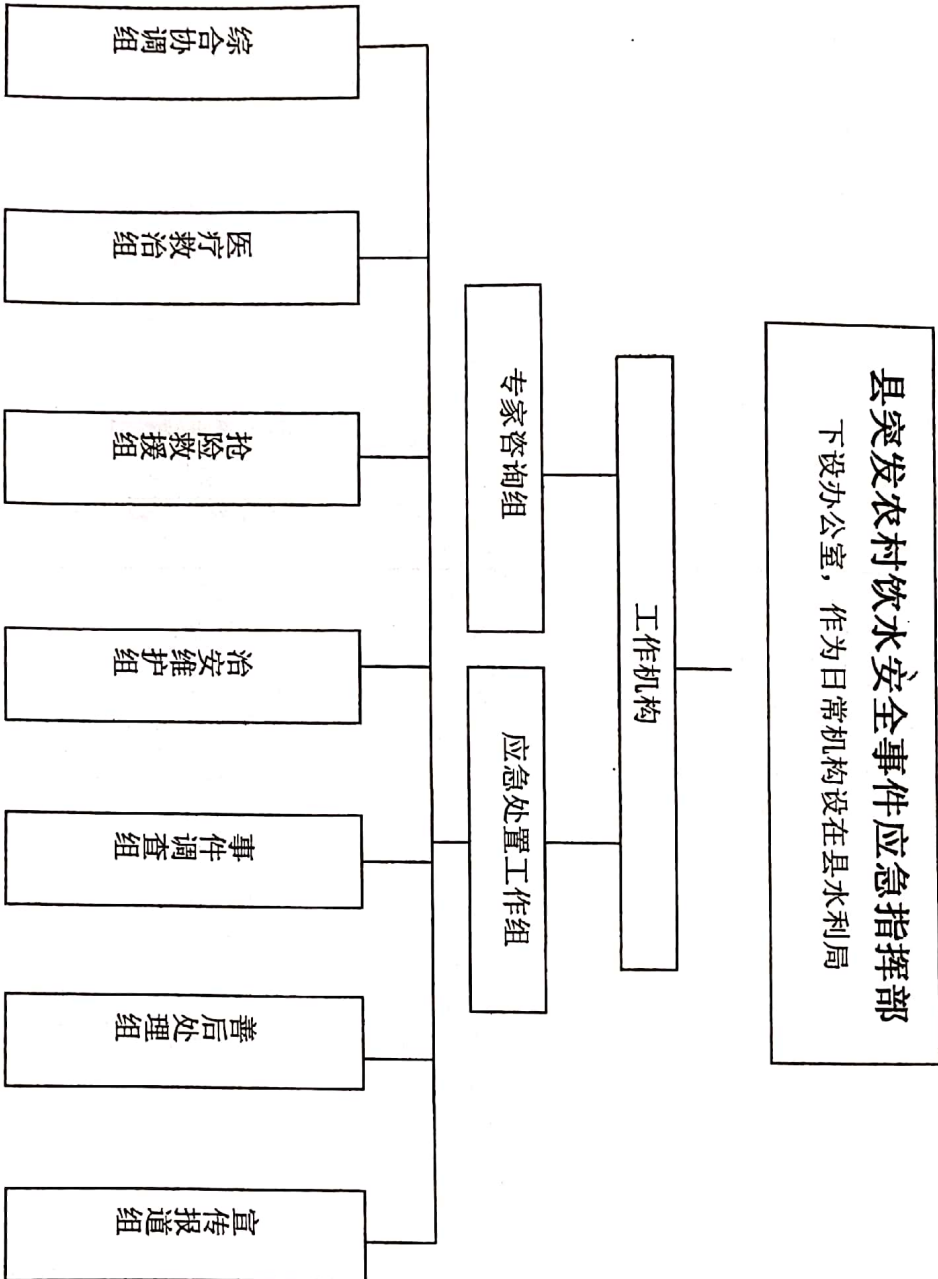 县突发农村饮水安全事件应急指挥部
下设办公室，作为日常机构设在县水利局
工作机构
专家咨询组
应急处置工作组
综合协调组
医疗救治组
抢险救援组
治安维护组
事件调查组
善后处理组
宣传报道组